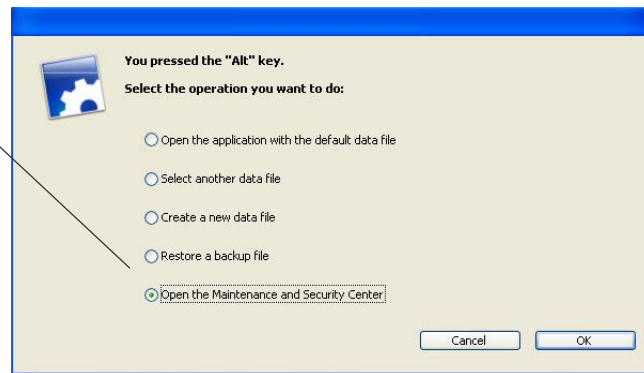 You pressed the "Alt" key.
Select the operation you want to do:
Open the application with the default data file
Select another data file
Create a new data file
Restore a backup file
Open the Maintenance and Security Center
Cancel OK